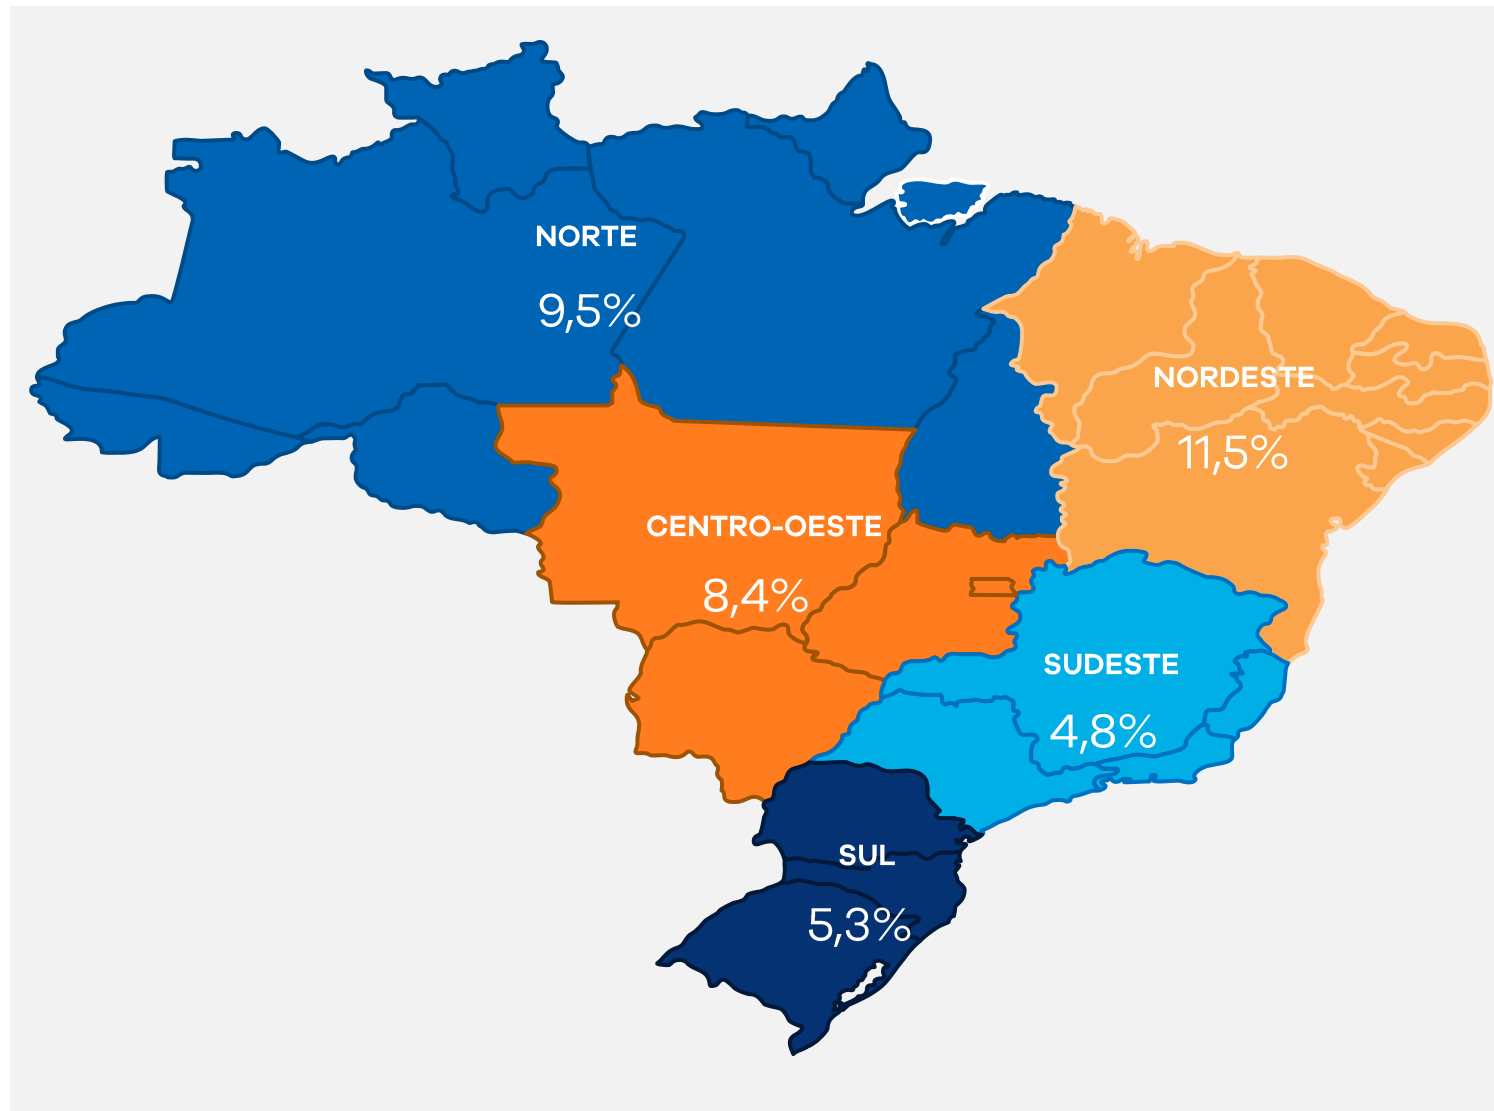 NORTE
9,5%
NORDESTE
11,5%
CENTRO-OESTE
8,4%
SUDESTE
4,8%
SUL
5,3%